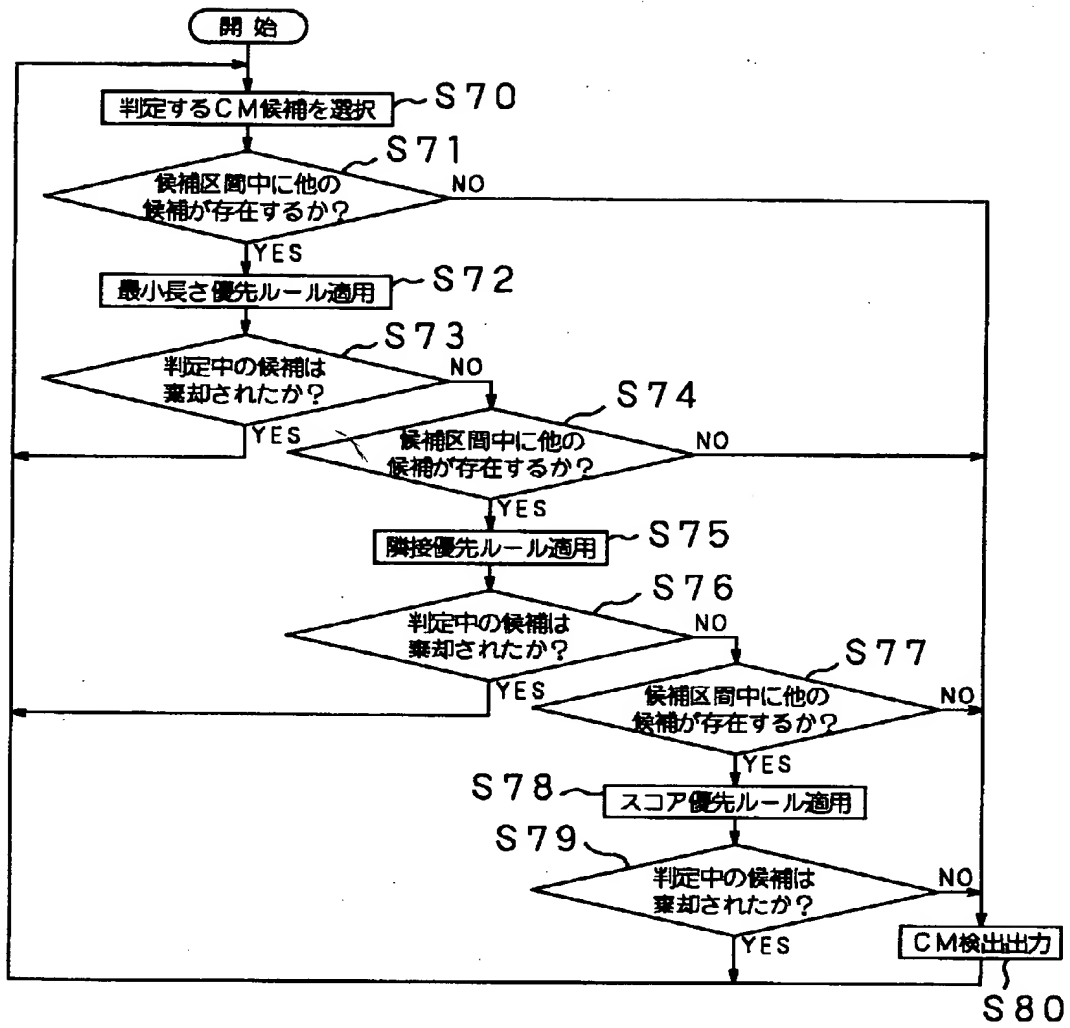 開始
判定するCM候補を選択
S70
S71
候補区間中に他の
候補が存在するか?
NO
YES
最小長さ優先ルール適用
S72
S73
判定中の候補は
棄却されたか?
NO
YES
S74
候補区間中に他の
候補が存在するか?
NO
YES
隣接優先ルール適用
S75
S76
判定中の候補は
棄却されたか?
NO
YES
S77
候補区間中に他の
候補が存在するか?
NO
YES
S78
スコア優先ルール適用
S79
判定中の候補は
棄却されたか?
NO
YES
CM検出出力
S80